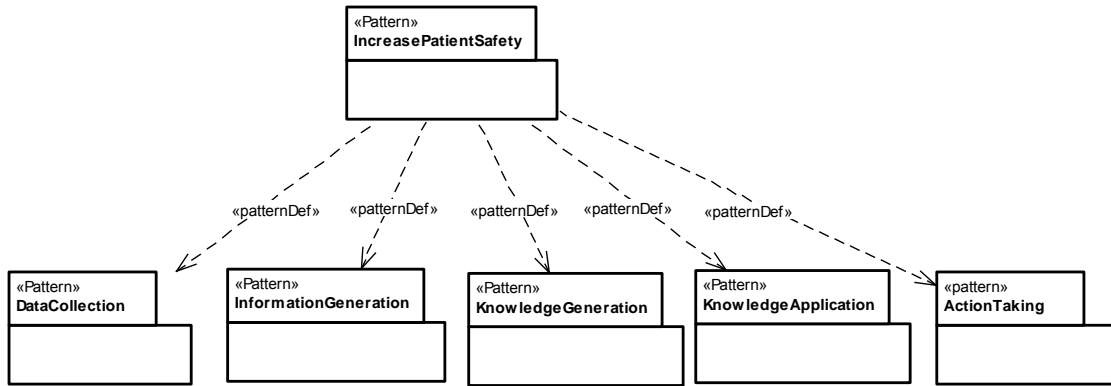 «Pattern»
IncreasePatientSafety
«patternDef»
«patternDef»
«patternDef»
«patternDef»
«patternDef»
«Pattern»
DataCollection
«Pattern»
InformationGeneration
«Pattern»
KnowledgeGeneration
«Pattern»
KnowledgeApplication
«pattern»
ActionTaking